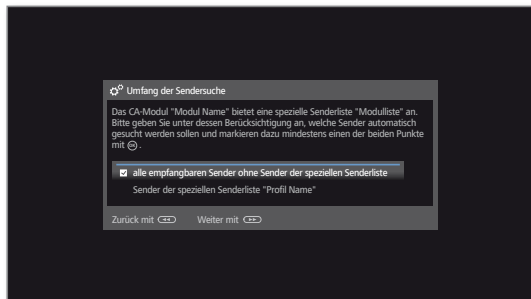 Umfang der Sendersuche
Das CA-Modul "Modul Name" bietet eine spezielle Senderliste "Modulliste" an.
Bitte geben Sie unter dessen Berücksichtigung an, welche Sender automatisch
gesucht werden sollen und markieren dazu mindestens einen der beiden Punkte
mit OK .
alle empfangbaren Sender ohne Sender der speziellen Senderliste
Sender der speziellen Senderliste "Profil Name"
Zurück mit Weiter mit